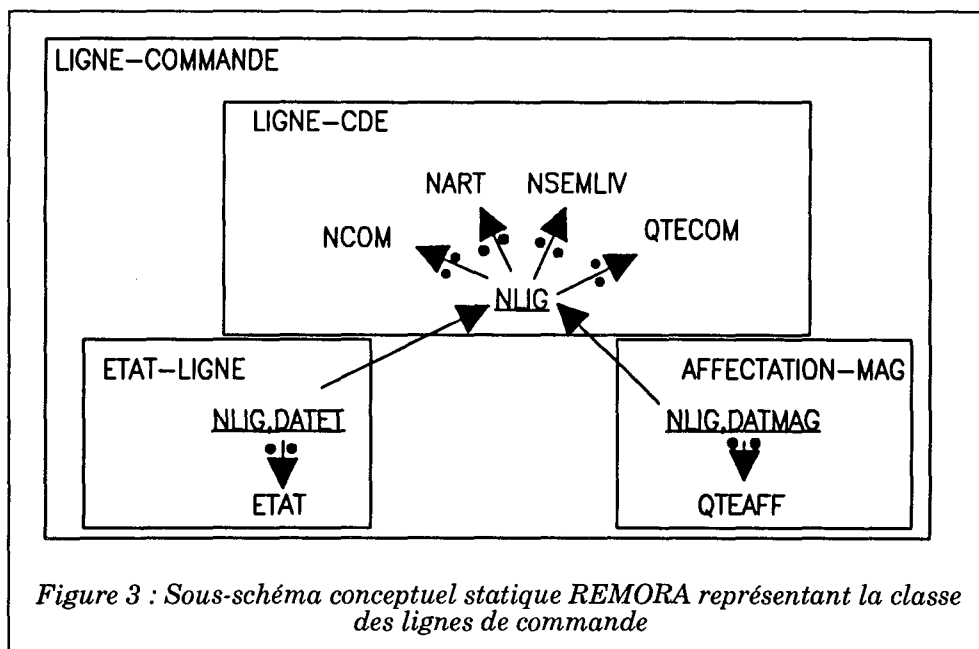 LIGNE-COMMANDE
LIGNE-CDE
NART NSEMLIV
NCOM QTECOM
NLIG
ETAT-LIGNE AFFECTATION-MAG
NLIG,DATET NLIG,DATMAG
ETAT QTEAFF
Figure 3 : Sous-schéma conceptuel statique REMORA représentant la classe
des lignes de commande